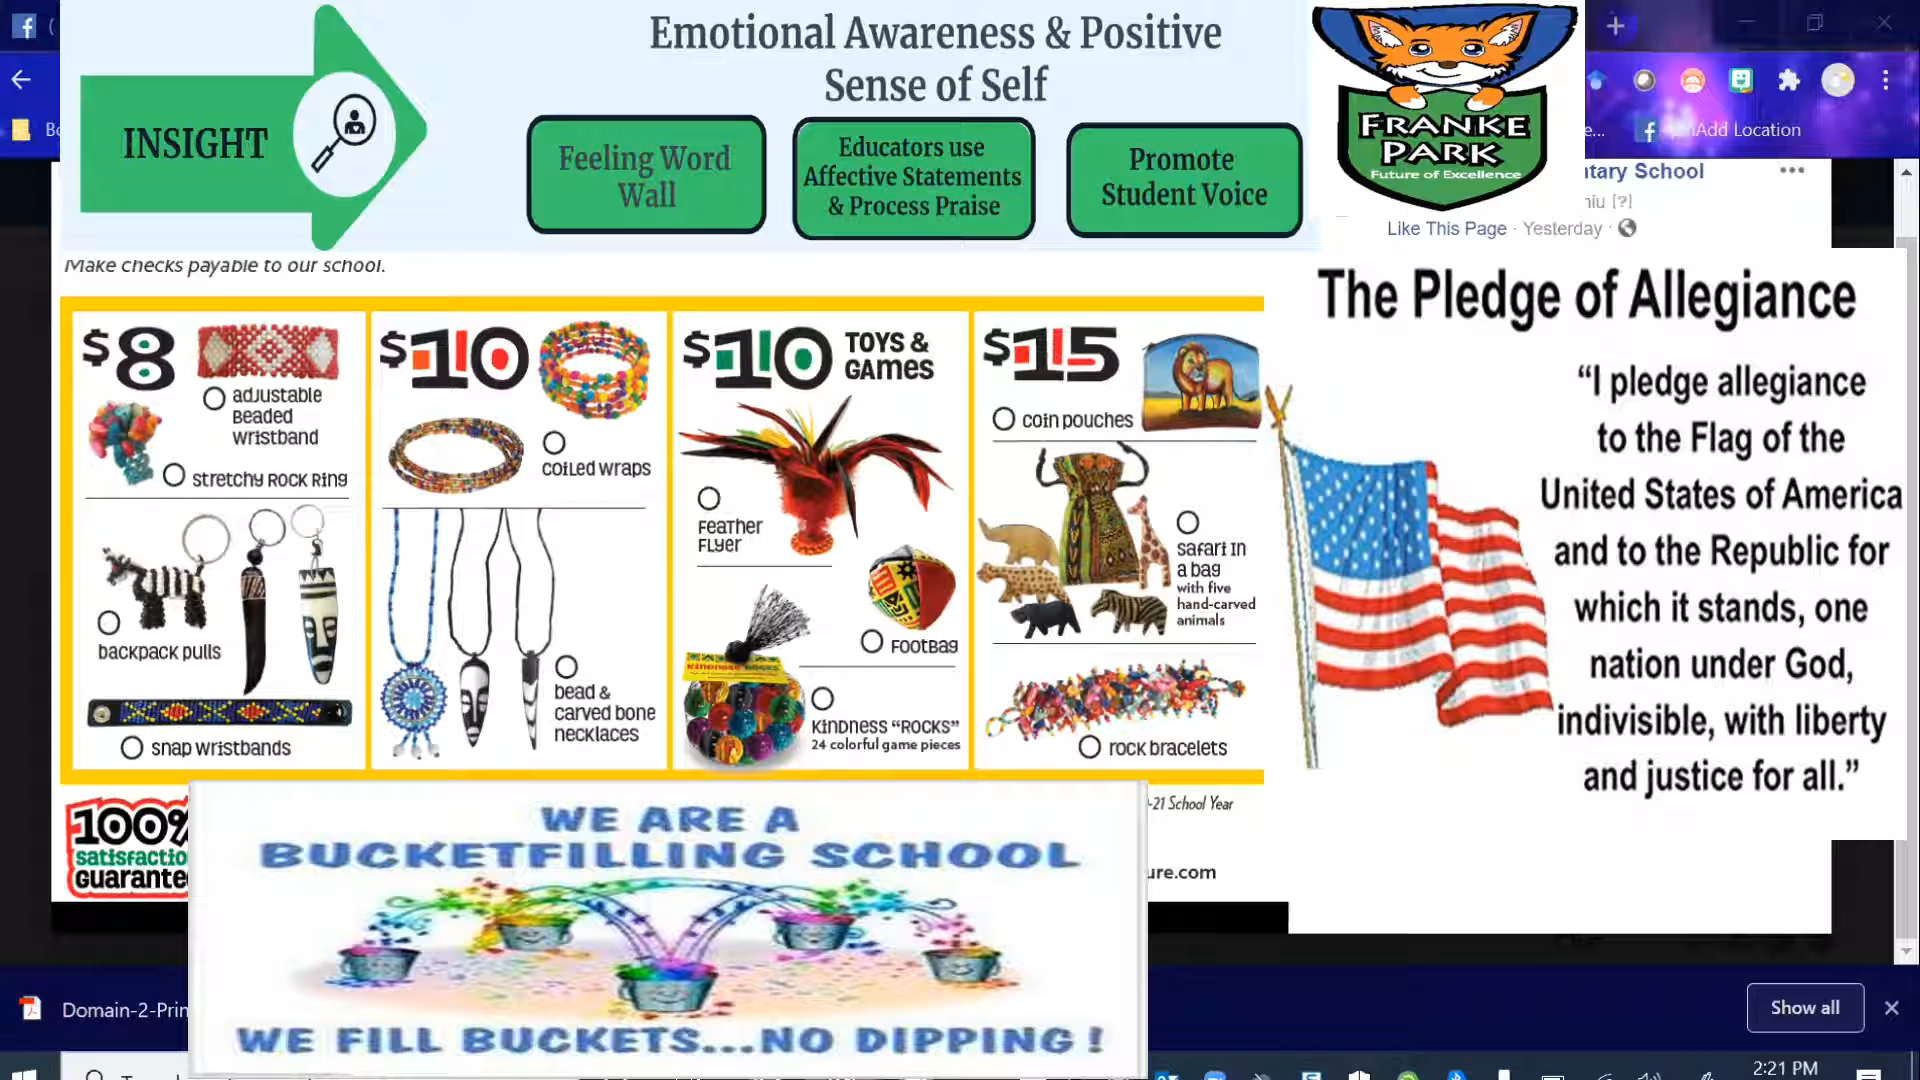 Emotional Awareness & Positive
Sense of Self
INSIGHT
Feeling Word
Wall
Educators use
Affective Statements
& Process Praise
Promote
Student Voice
FRANKE
PARK
Future of Excellence
Add Location
ntary School
Like This Page · Yesterday ·
Make checks payable to our school.
$8
adjustable
Beaded
wristband
stretchy Rock Ring
backpack pulls
snap wristbands
$10
coiled wraps
bead &
carved bone
necklaces
$10 TOYS &
GAMES
Feather
Flyer
Footbag
Kindness "Rocks"
24 colorful game pieces
$15
coin pouches
safari in
a bag
with five
hand-carved
animals
rock bracelets
The Pledge of Allegiance
“I pledge allegiance
to the Flag of the
United States of America
and to the Republic for
which it stands, one
nation under God,
indivisible, with liberty
and justice for all.”
100%
satisfactio
guarante
-21 School Year
ure.com
WE ARE A
BUCKETFILLING SCHOOL
WE FILL BUCKETS...NO DIPPING !
Domain-2-Prin
Show all
2:21 PM